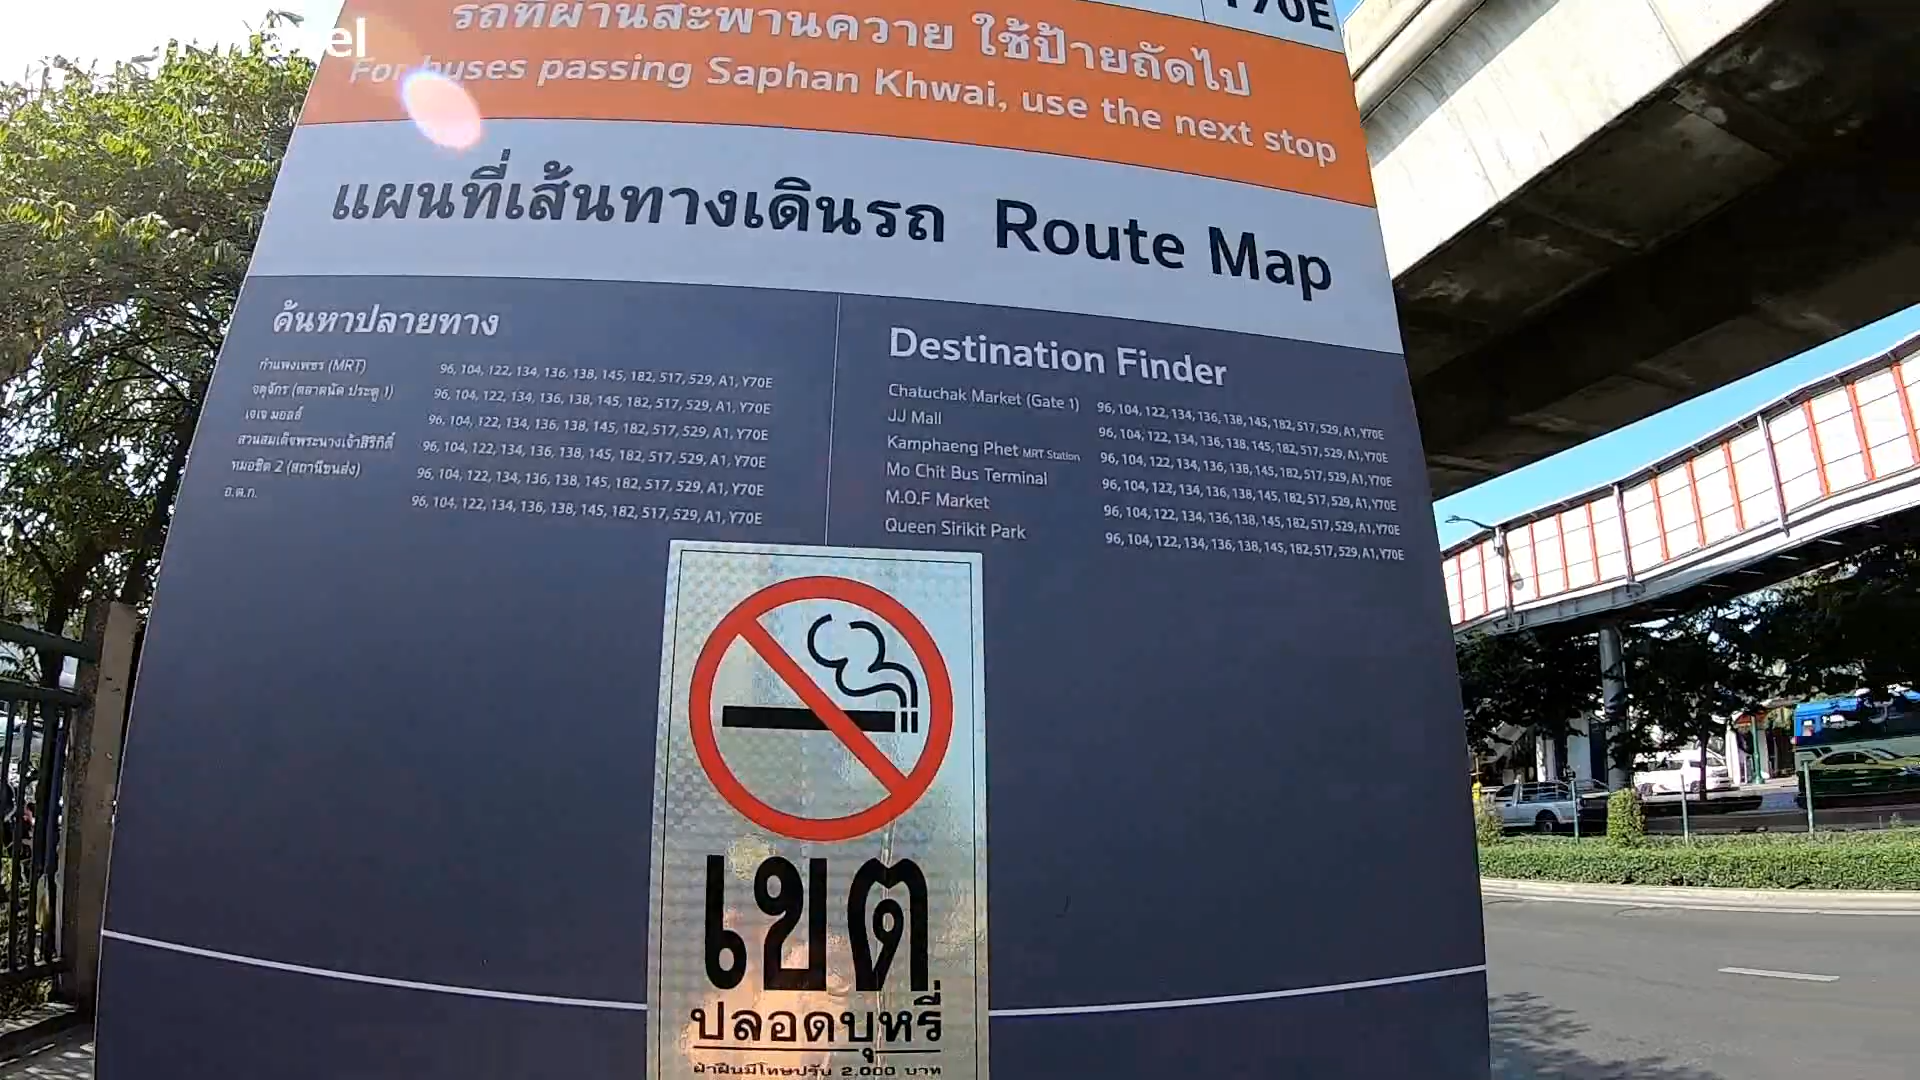 Y70E
รถที่ผ่านสะพานควาย ใช้ป้ายถัดไป
For buses passing Saphan Khwai, use the next stop
แผนที่เส้นทางเดินรถ Route Map
ค้นหาปลายทาง
กำแพงเพชร (MRT) 96, 104, 122, 134, 136, 138, 145, 182, 517, 529, A1, Y70E
จตุจักร (ตลาดนัด ประตู 1) 96, 104, 122, 134, 136, 138, 145, 182, 517, 529, A1, Y70E
เจเจ มอลล์ 96, 104, 122, 134, 136, 138, 145, 182, 517, 529, A1, Y70E
สวนสมเด็จพระนางเจ้าสิริกิติ์ 96, 104, 122, 134, 136, 138, 145, 182, 517, 529, A1, Y70E
หมอชิต 2 (สถานีขนส่ง) 96, 104, 122, 134, 136, 138, 145, 182, 517, 529, A1, Y70E
อ.ต.ก. 96, 104, 122, 134, 136, 138, 145, 182, 517, 529, A1, Y70E
Destination Finder
Chatuchak Market (Gate 1) 96, 104, 122, 134, 136, 138, 145, 182, 517, 529, A1, Y70E
JJ Mall 96, 104, 122, 134, 136, 138, 145, 182, 517, 529, A1, Y70E
Kamphaeng Phet MRT Station 96, 104, 122, 134, 136, 138, 145, 182, 517, 529, A1, Y70E
Mo Chit Bus Terminal 96, 104, 122, 134, 136, 138, 145, 182, 517, 529, A1, Y70E
M.O.F Market 96, 104, 122, 134, 136, 138, 145, 182, 517, 529, A1, Y70E
Queen Sirikit Park 96, 104, 122, 134, 136, 138, 145, 182, 517, 529, A1, Y70E
เขต
ปลอดบุหรี่
ฝ่าฝืนมีโทษปรับ 2,000 บาท